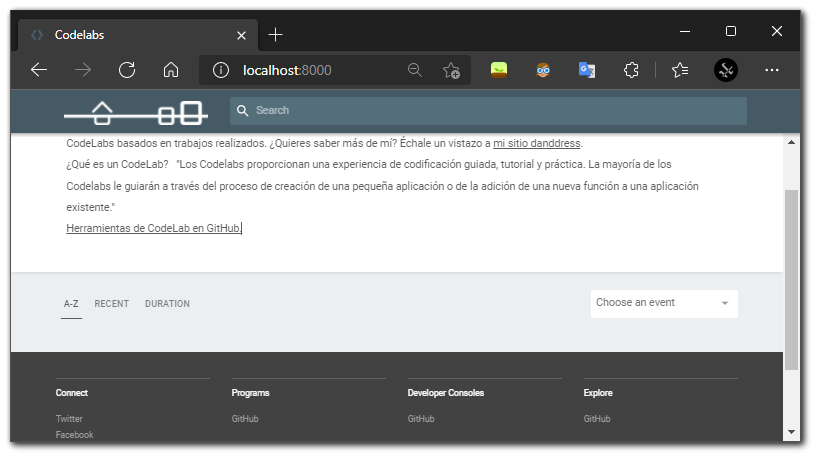 Codelabs
localhost:8000
Search
CodeLabs basados en trabajos realizados. ¿Quieres saber más de mí? Échale un vistazo a mi sitio danddress.
¿Qué es un CodeLab? "Los Codelabs proporcionan una experiencia de codificación guiada, tutorial y práctica. La mayoría de los
Codelabs le guiarán a través del proceso de creación de una pequeña aplicación o de la adición de una nueva función a una aplicación
existente."
Herramientas de CodeLab en GitHub.
A-Z RECENT DURATION Choose an event
Connect Programs Developer Consoles Explore
Twitter GitHub GitHub GitHub
Facebook